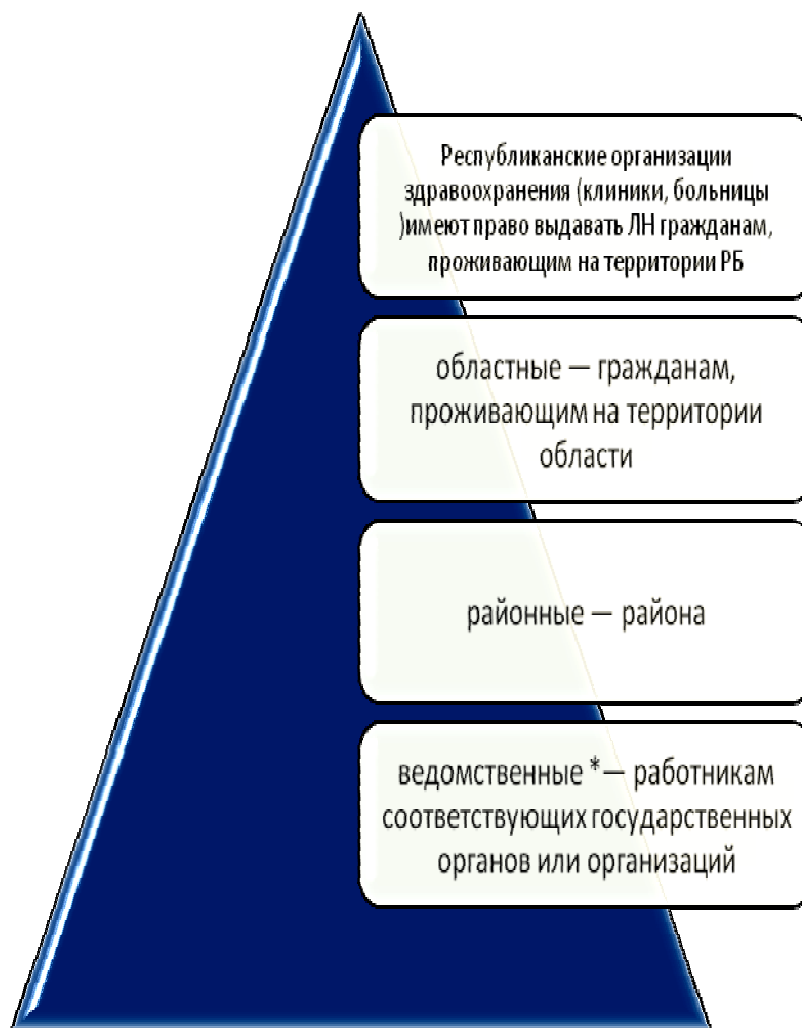 Республиканские организации
здравоохранения (клиники, больницы
)имеют право выдавать ЛН гражданам,
проживающим на территории РБ
областные — гражданам,
проживающим на территории
области
районные — района
ведомственные *— работникам
соответствующих государственных
органов или организаций